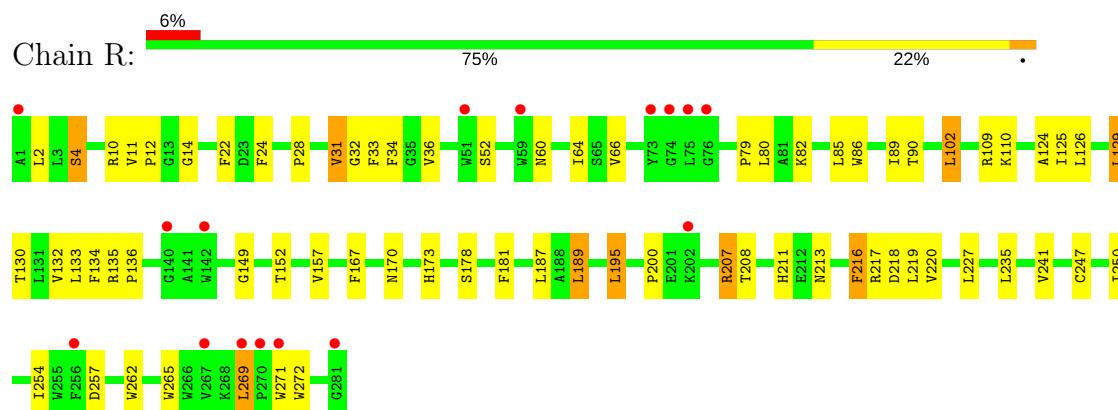 6%
Chain R:
75% 22% •
A1 L2 L3 S4 R10 V11 P12 G13 G14 F22 D23 F24 P28 V31 G32 F33 F34 G35 V36 W51 S52 W59 N60 I64 S65 V66 Y73 G74 L75 G76 P79 L80 A81 K82 L85 W86 I89 T90 L102 R109 K110 A124 I125 L126
T130 L131 V132 L133 F134 R135 P136 G140 A141 W142 G149 T152 V157 F167 N170 H173 S178 F181 L187 A188 L189 L195 P200 E201 K202 R207 T208 H211 E212 N213 F216 R217 D218 L219 V220 L227 L235 V241 C247
I254 W255 F256 D257 W262 W265 W266 V267 K268 L269 P270 W271 W272 G281